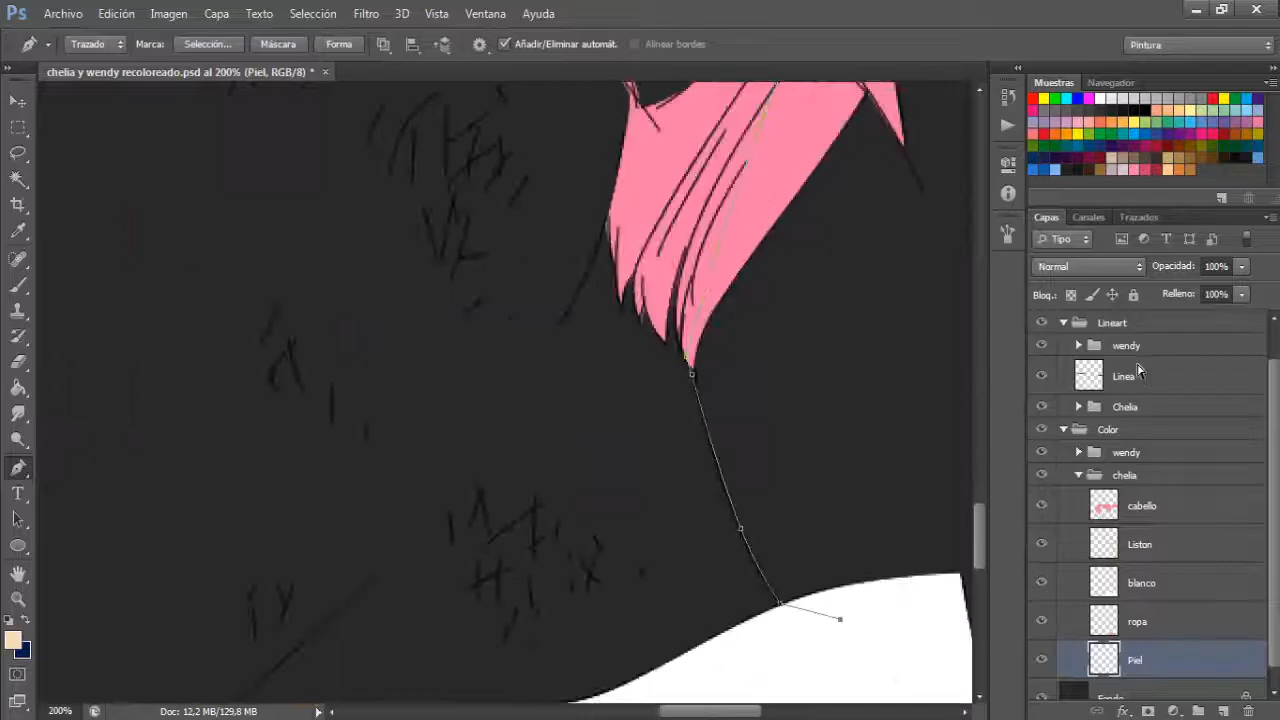 Ps Archivo Edición Imagen Capa Texto Selección Filtro 3D Vista Ventana Ayuda
Trazado Marca: Selección... Máscara Forma Añadir/Eliminar automát. Alinear bordes Pintura
chelia y wendy recoloreado.psd al 200% (Piel, RGB/8) * ×
Muestras Navegador
Capas Canales Trazados
Tipo
Normal Opacidad: 100%
Bloq.: Relleno: 100%
Lineart
wendy
Linea
Chelia
Color
wendy
chelia
cabello
Liston
blanco
ropa
Piel
Fondo
200% Doc: 12,2 MB/129,8 MB